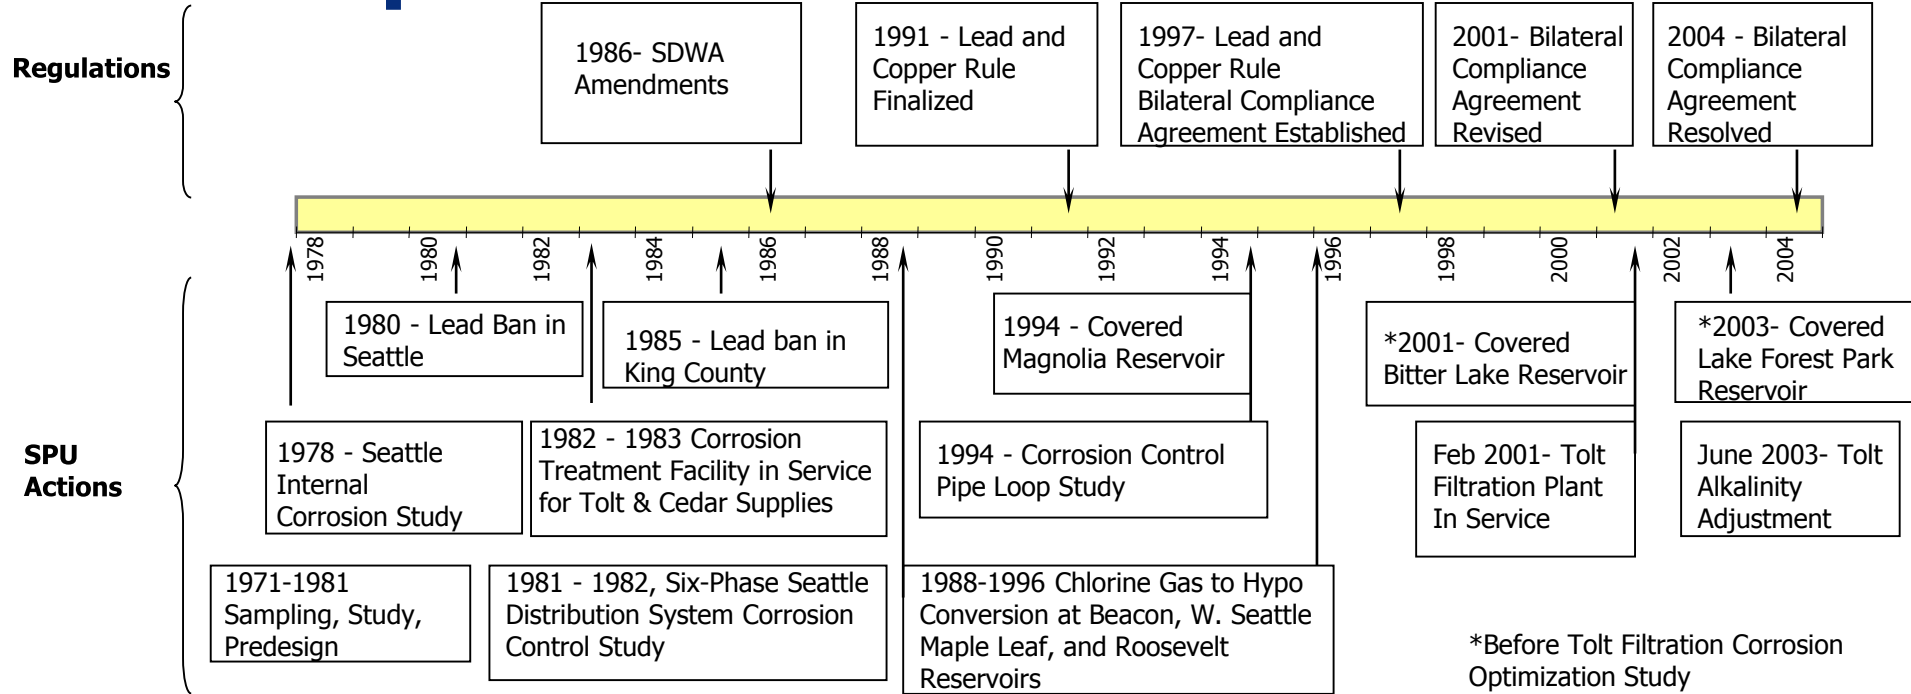 Regulations
1986- SDWA
Amendments
1991 - Lead and
Copper Rule
Finalized
1997- Lead and
Copper Rule
Bilateral Compliance
Agreement Established
2001- Bilateral
Compliance
Agreement
Revised
2004 - Bilateral
Compliance
Agreement
Resolved
1978
1980
1982
1984
1986
1988
1990
1992
1994
1996
1998
2000
2002
2004
SPU
Actions
1980 - Lead Ban in
Seattle
1985 - Lead ban in
King County
1994 - Covered
Magnolia Reservoir
*2001- Covered
Bitter Lake Reservoir
*2003- Covered
Lake Forest Park
Reservoir
1978 - Seattle
Internal
Corrosion Study
1982 - 1983 Corrosion
Treatment Facility in Service
for Tolt & Cedar Supplies
1994 - Corrosion Control
Pipe Loop Study
Feb 2001- Tolt
Filtration Plant
In Service
June 2003- Tolt
Alkalinity
Adjustment
1971-1981
Sampling, Study,
Predesign
1981 - 1982, Six-Phase Seattle
Distribution System Corrosion
Control Study
1988-1996 Chlorine Gas to Hypo
Conversion at Beacon, W. Seattle
Maple Leaf, and Roosevelt
Reservoirs
*Before Tolt Filtration Corrosion
Optimization Study